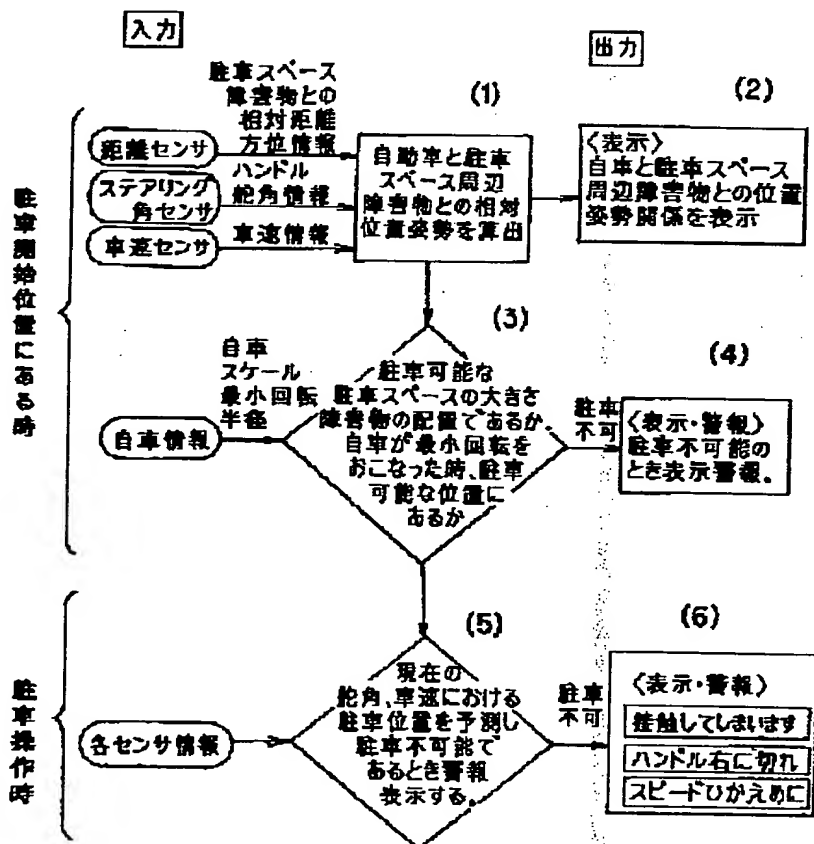 入力
出力
駐車開始位置にある時
駐車スペース
障害物との
相対距離
方位情報
距離センサ
ステアリング
角センサ
ハンドル
舵角情報
車速センサ
車速情報
(1)
自動車と駐車
スペース周辺
障害物との相対
位置姿勢を算出
(2)
〈表示〉
自車と駐車スペース
周辺障害物との位置
姿勢関係を表示
(3)
自車
スケール
最小回転
半径
自車情報
駐車可能な
駐車スペースの大きさ
障害物の配置であるか、
自車が最小回転を
おこなった時、駐車
可能な位置に
あるか
駐車
不可
(4)
〈表示・警報〉
駐車不可能の
とき表示警報。
駐車操作時
各センサ情報
(5)
現在の
舵角、車速における
駐車位置を予測し
駐車不可能で
あるとき警報
表示する。
駐車
不可
(6)
〈表示・警報〉
接触してしまいます
ハンドル右に切れ
スピードひかえめに